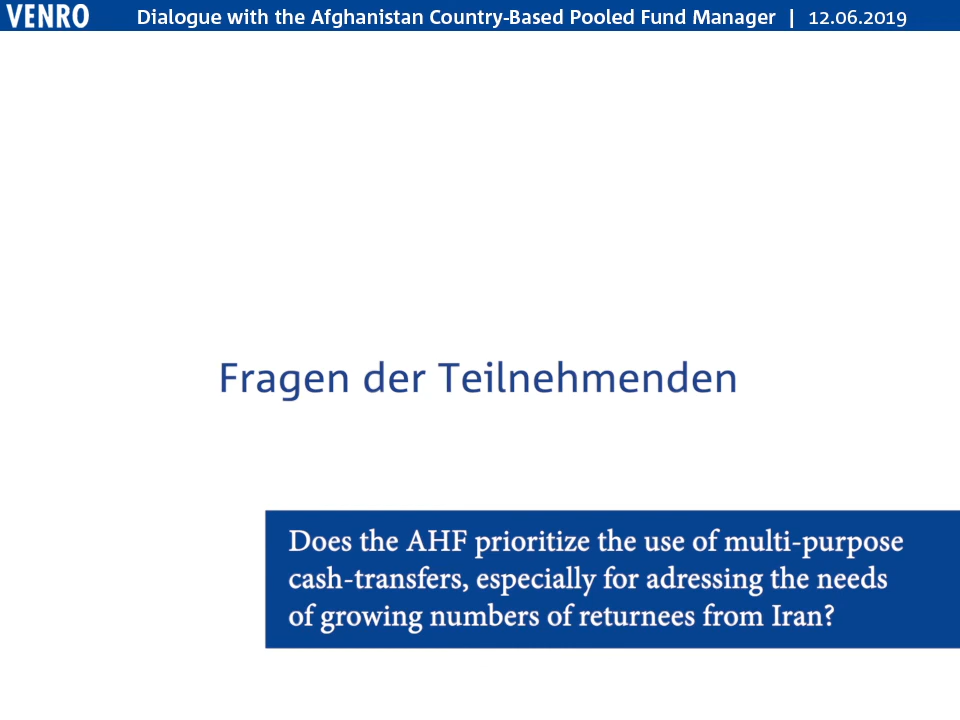 VENRO Dialogue with the Afghanistan Country-Based Pooled Fund Manager | 12.06.2019
Fragen der Teilnehmenden
Does the AHF prioritize the use of multi-purpose
cash-transfers, especially for adressing the needs
of growing numbers of returnees from Iran?